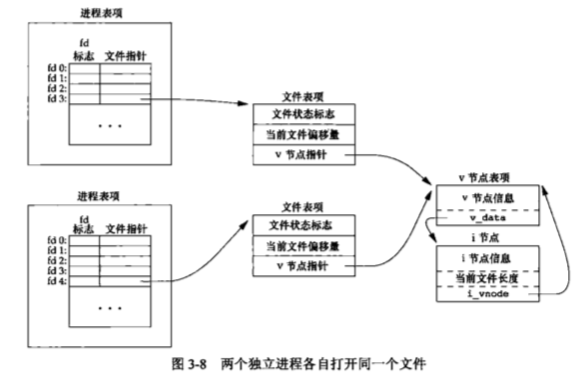 进程表项
fd
标志 文件指针
fd 0:
fd 1:
fd 2:
fd 3:
...
文件表项
文件状态标志
当前文件偏移量
v 节点指针
进程表项
fd
标志 文件指针
fd 0:
fd 1:
fd 2:
fd 3:
fd 4:
...
文件表项
文件状态标志
当前文件偏移量
v 节点指针
v 节点表项
v 节点信息
v_data
i 节点
i 节点信息
当前文件长度
i_vnode
图 3-8 两个独立进程各自打开同一个文件